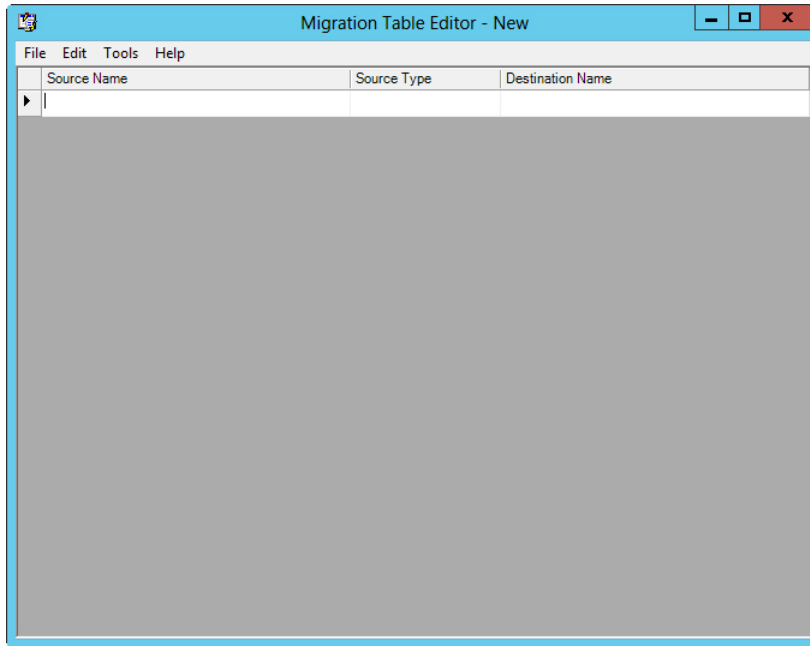 Migration Table Editor - New
File Edit Tools Help
Source Name Source Type Destination Name